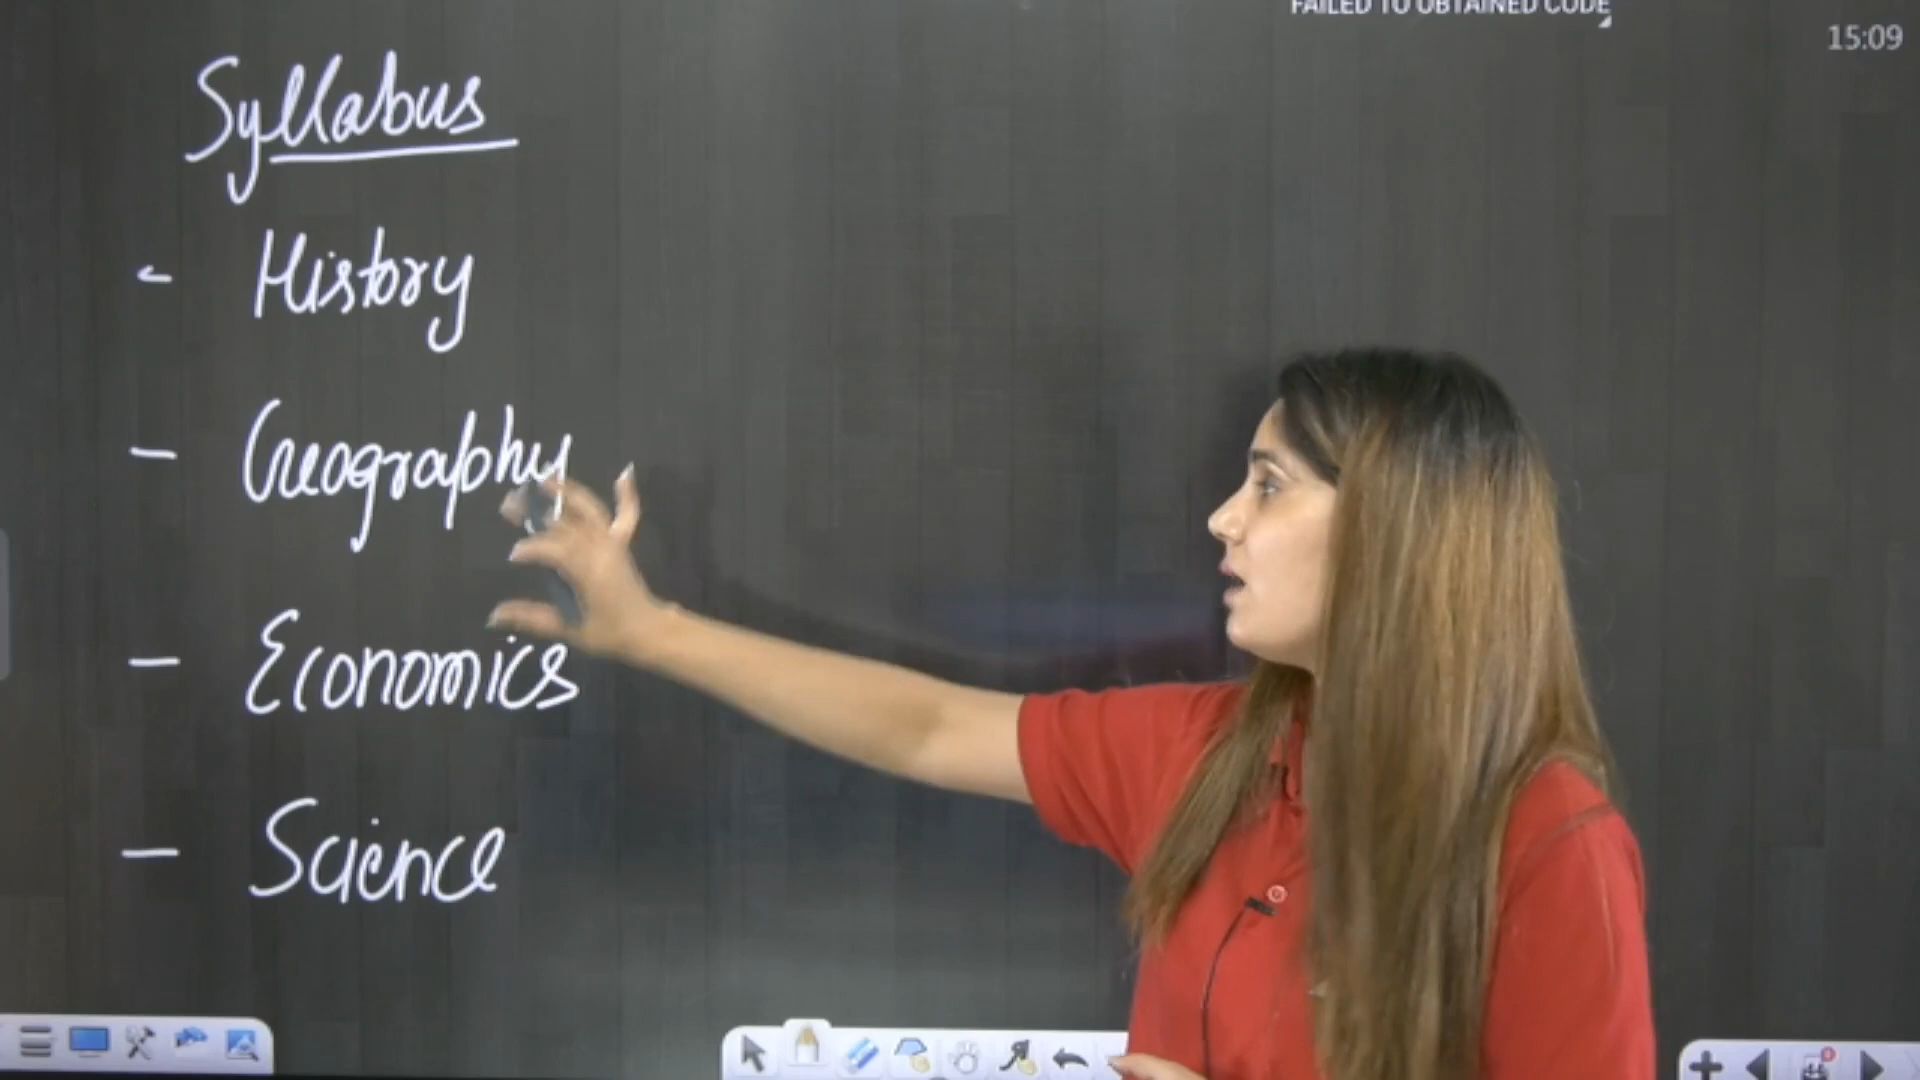 FAILED TO OBTAINED CODE
15:09
Syllabus
- History
- Geography
- Economics
- Science